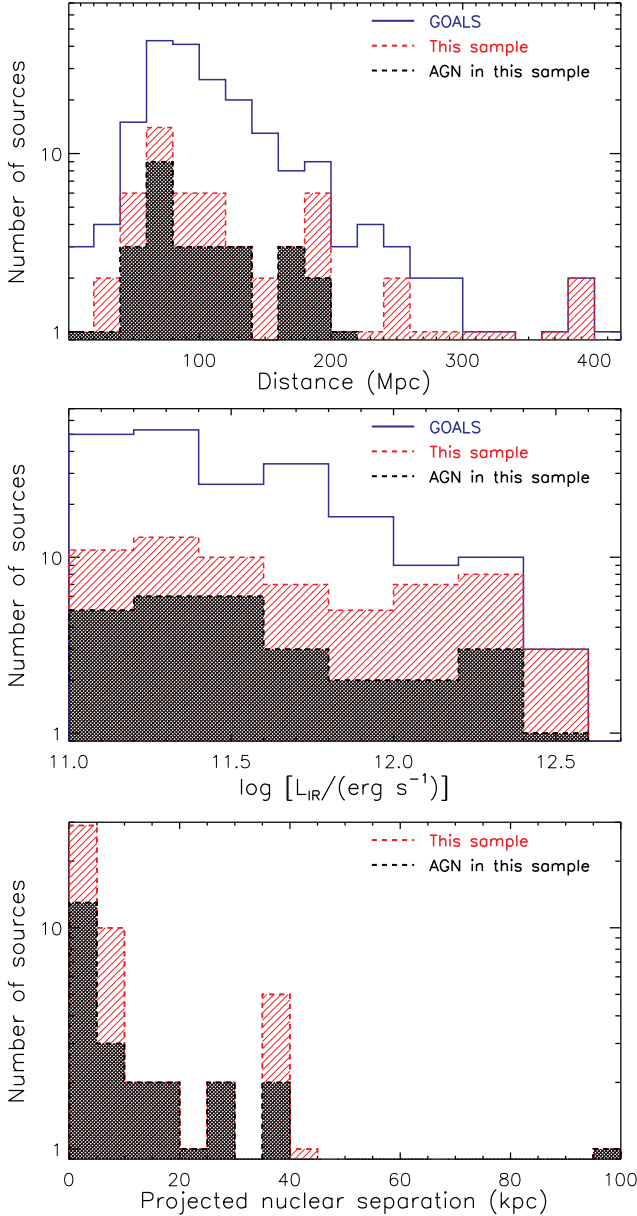 GOALS
This sample
AGN in this sample
Number of sources
10
1
100
200
300
400
Distance (Mpc)
GOALS
This sample
AGN in this sample
Number of sources
10
1
11.0
11.5
12.0
12.5
log [L_IR/(erg s⁻¹)]
This sample
AGN in this sample
Number of sources
10
1
0
20
40
60
80
100
Projected nuclear separation (kpc)